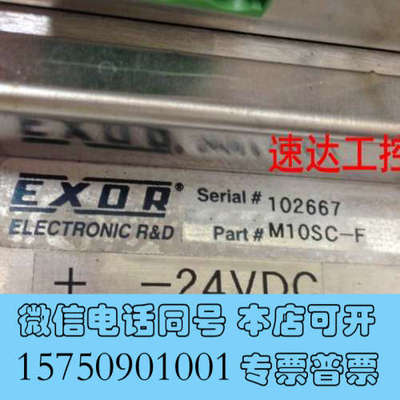 速达工控
EXOR® Serial # 102667
ELECTRONIC R&D Part # M10SC-F
+ -24VDC
微信电话同号 本店可开
15750901001 专票普票